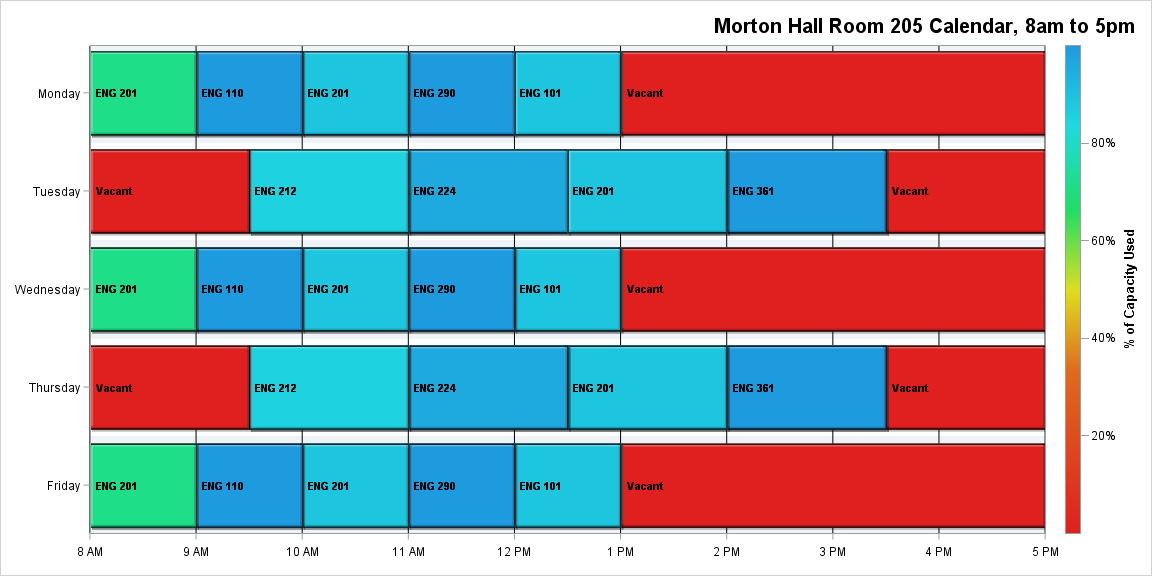 Morton Hall Room 205 Calendar, 8am to 5pm
Monday
ENG 201
ENG 110
ENG 201
ENG 290
ENG 101
Vacant
Tuesday
Vacant
ENG 212
ENG 224
ENG 201
ENG 361
Vacant
Wednesday
ENG 201
ENG 110
ENG 201
ENG 290
ENG 101
Vacant
Thursday
Vacant
ENG 212
ENG 224
ENG 201
ENG 361
Vacant
Friday
ENG 201
ENG 110
ENG 201
ENG 290
ENG 101
Vacant
8 AM
9 AM
10 AM
11 AM
12 PM
1 PM
2 PM
3 PM
4 PM
5 PM
80%
60%
40%
20%
% of Capacity Used